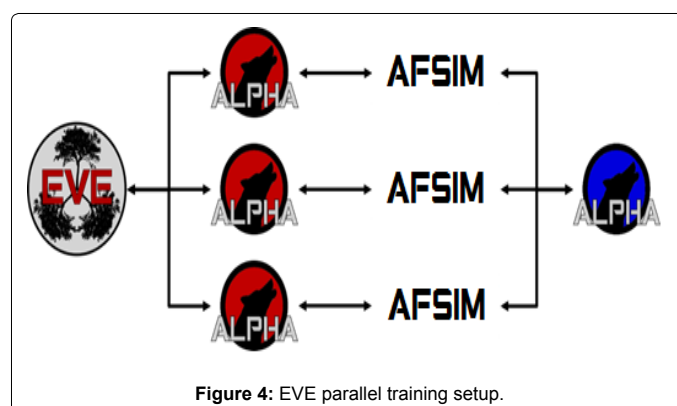 ALPHA
AFSIM
EVE
ALPHA
AFSIM
ALPHA
ALPHA
AFSIM
Figure 4: EVE parallel training setup.